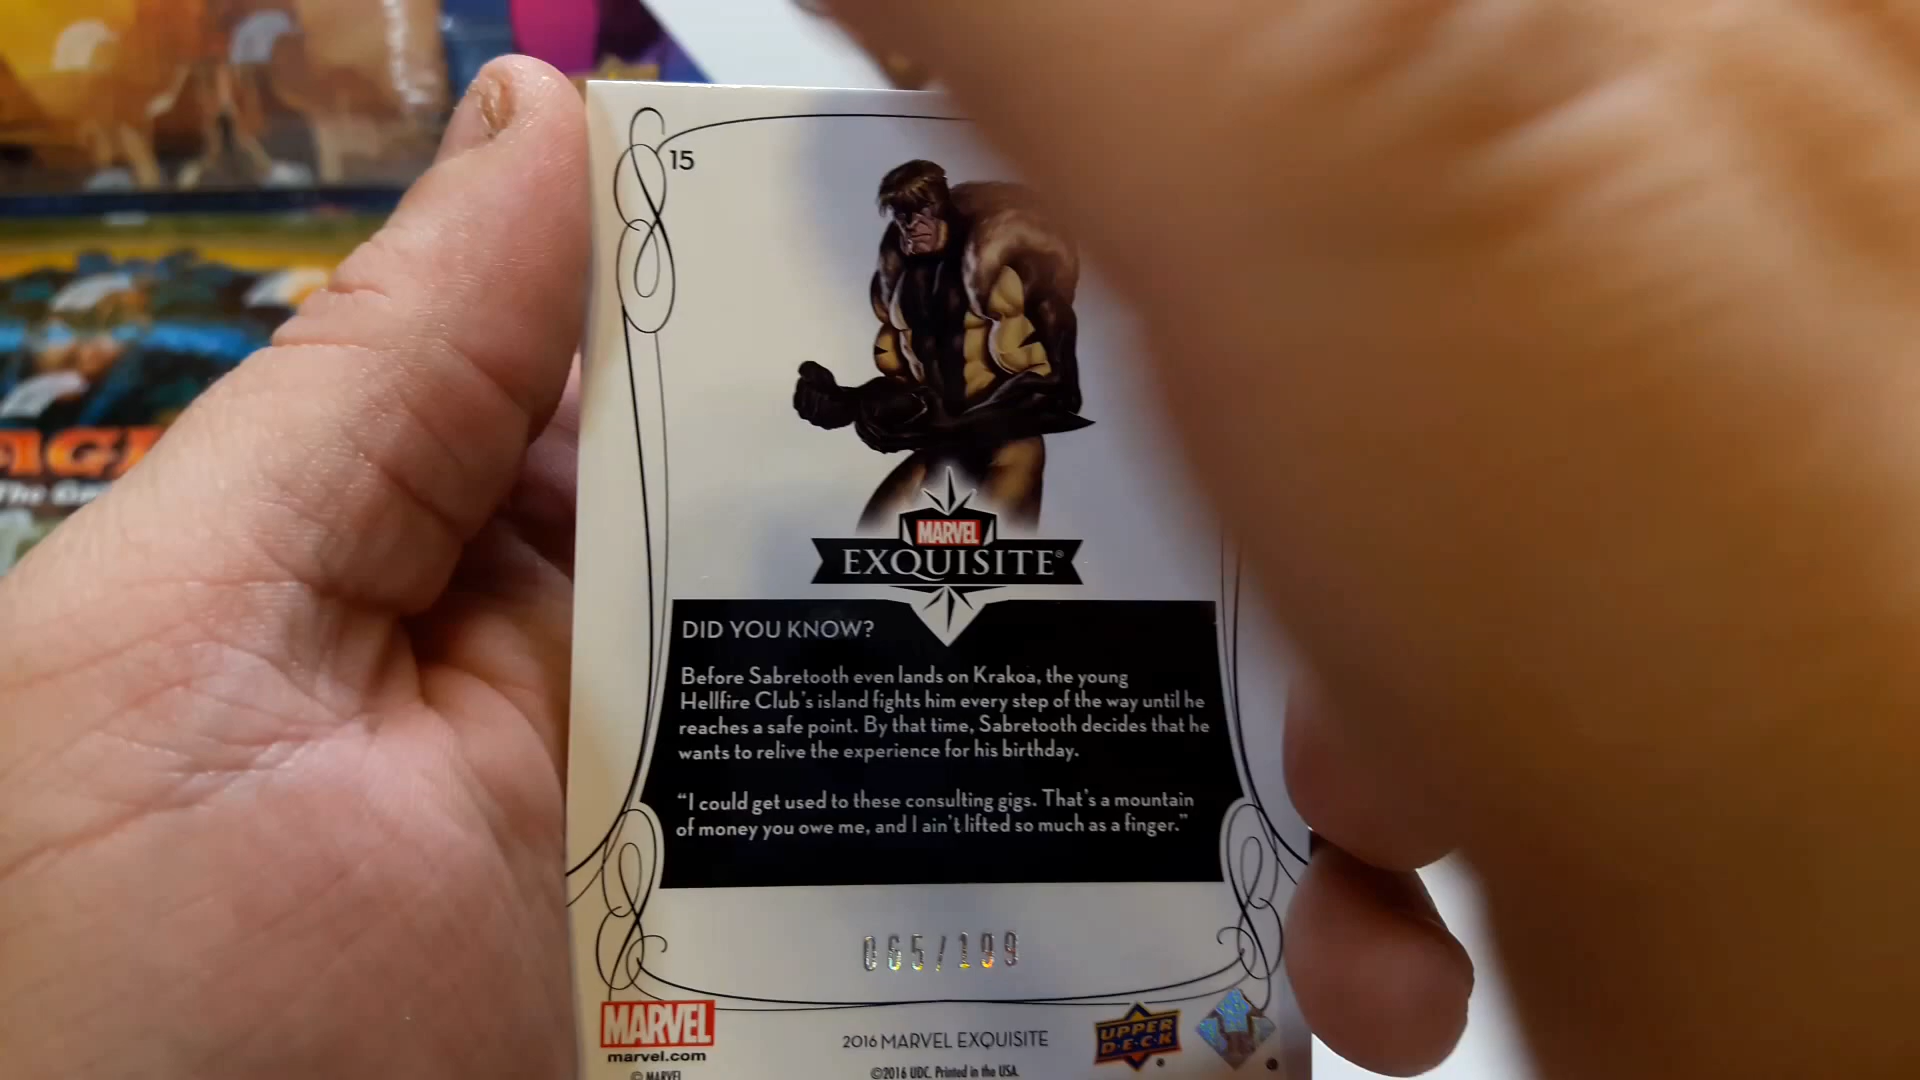 15
MARVEL
EXQUISITE®
DID YOU KNOW?
Before Sabretooth even lands on Krakoa, the young
Hellfire Club's island fights him every step of the way until he
reaches a safe point. By that time, Sabretooth decides that he
wants to relive the experience for his birthday.
“I could get used to these consulting gigs. That's a mountain
of money you owe me, and I ain't lifted so much as a finger.”
065/199
MARVEL
marvel.com
© MARVEL
2016 MARVEL EXQUISITE
©2016 UDC. Printed in the USA.
UPPER
D·E·C·K
The